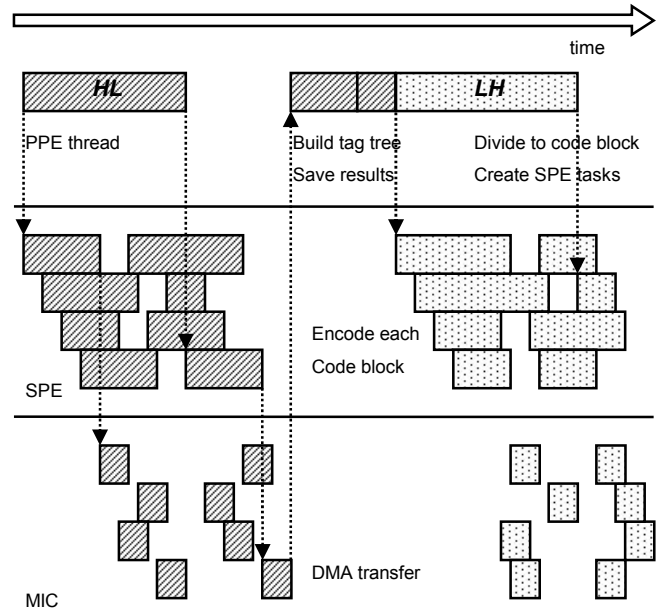 time
HL
LH
PPE thread
Build tag tree
Save results
Divide to code block
Create SPE tasks
Encode each
Code block
SPE
DMA transfer
MIC